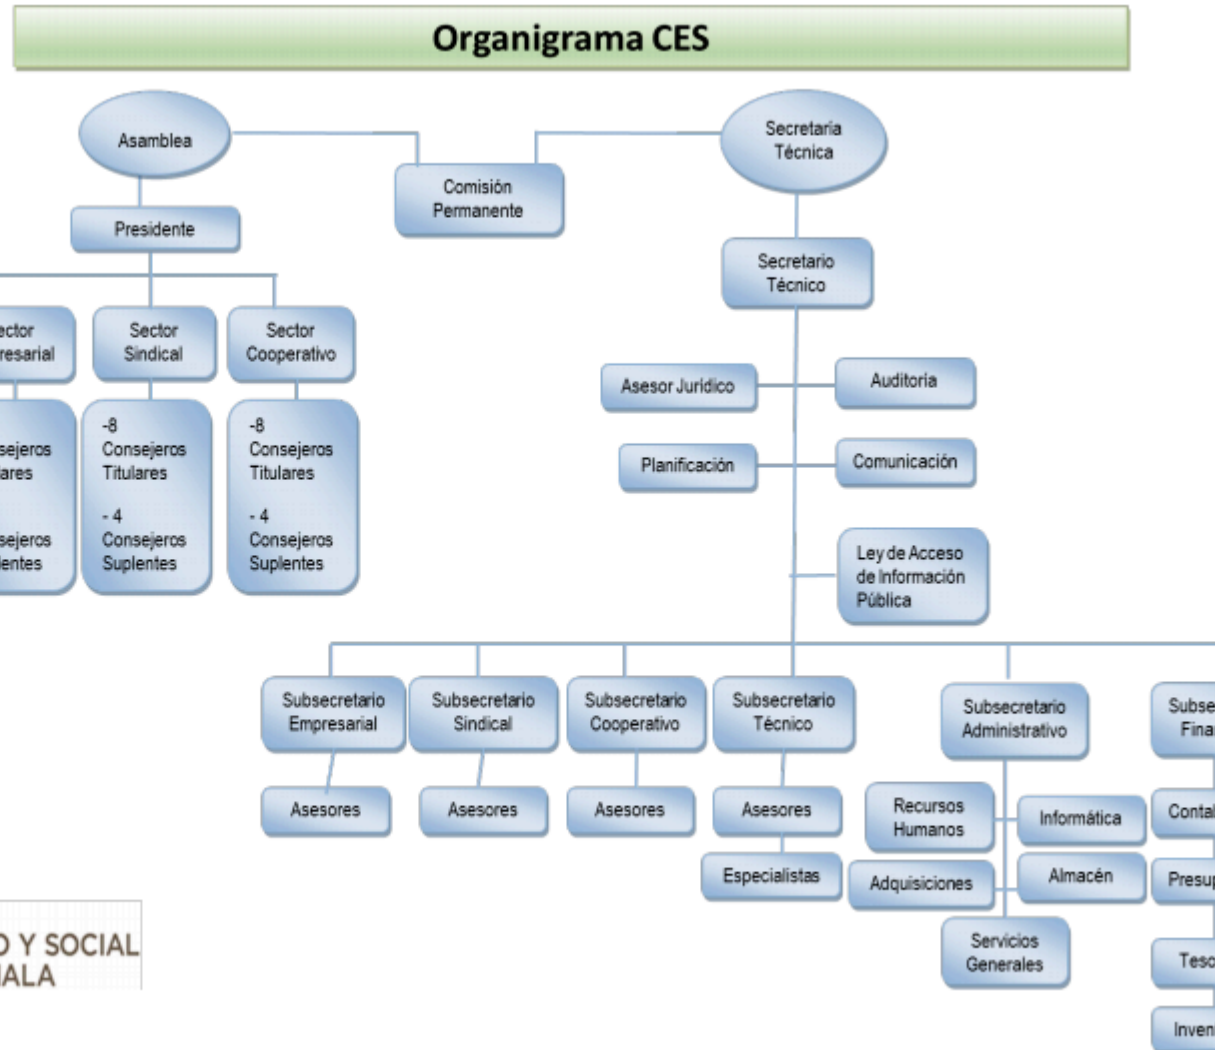 Organigrama CES
Asamblea
Secretaria
Técnica
Comisión
Permanente
Presidente
Secretario
Técnico
Sector
Sindical
Sector
Cooperativo
Asesor Jurídico
Auditoría
Planificación
Comunicación
-8
Consejeros
Titulares
- 4
Consejeros
Suplentes
-8
Consejeros
Titulares
- 4
Consejeros
Suplentes
Ley de Acceso
de Información
Pública
Subsecretario
Empresarial
Subsecretario
Sindical
Subsecretario
Cooperativo
Subsecretario
Técnico
Subsecretario
Administrativo
Asesores
Asesores
Asesores
Asesores
Especialistas
Recursos
Humanos
Informática
Adquisiciones
Almacén
Servicios
Generales
Y SOCIAL